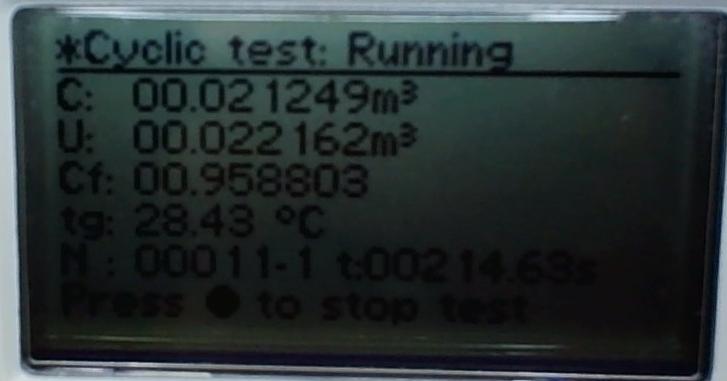 *Cyclic test: Running
C: 00.021249m³
U: 00.022162m³
Cf: 00.958803
tg: 28.43 °C
N : 00011-1 t:00214.63s
Press ● to stop test